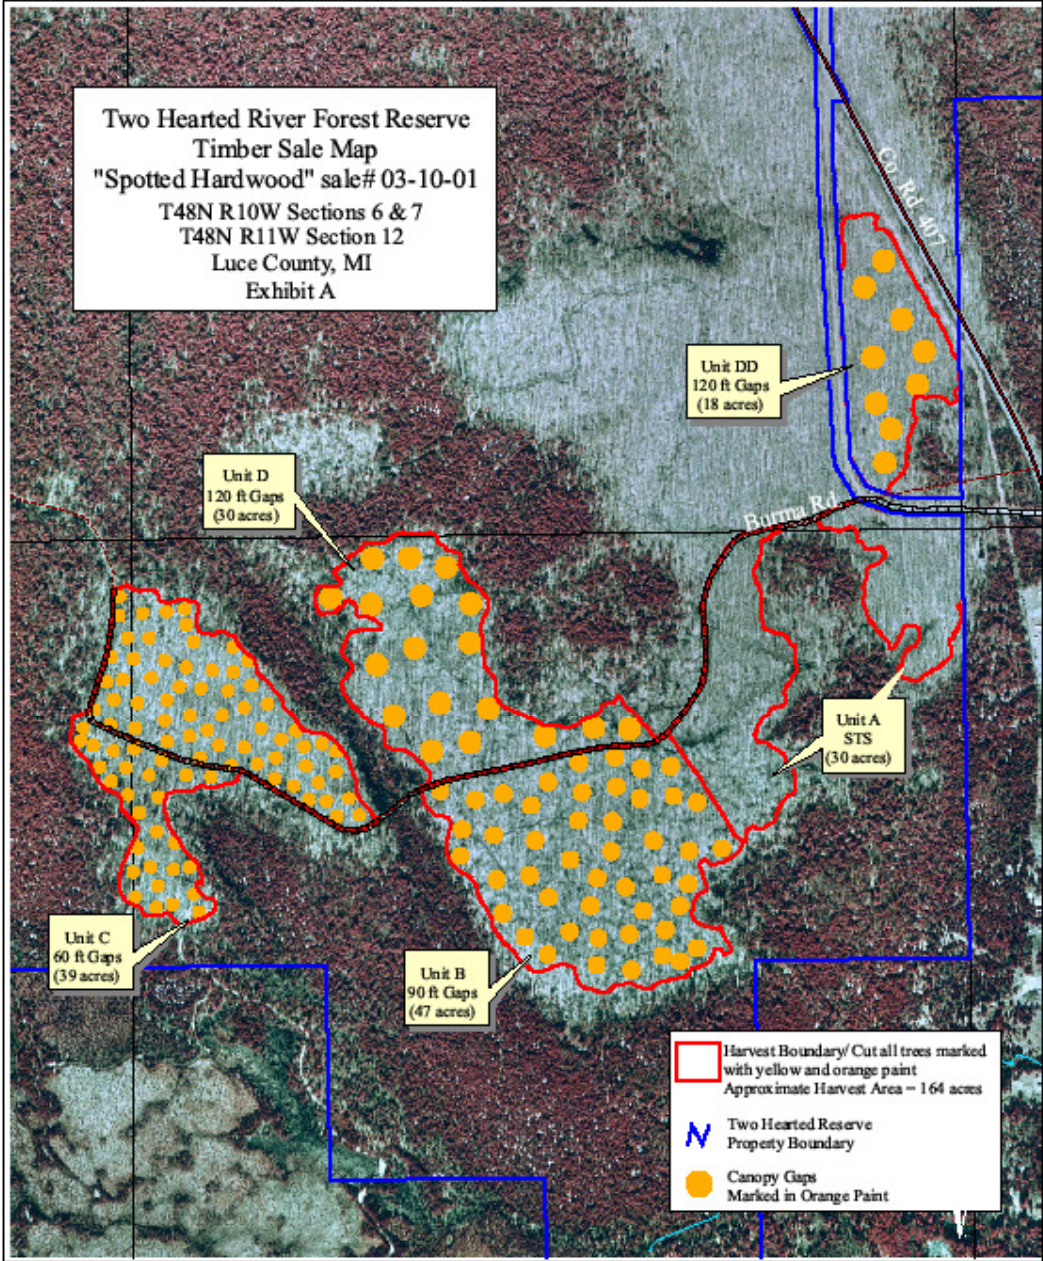 Two Hearted River Forest Reserve
Timber Sale Map
"Spotted Hardwood" sale# 03-10-01
T48N R10W Sections 6 & 7
T48N R11W Section 12
Luce County, MI
Exhibit A
Co. Rd. 407
Unit DD
120 ft Gaps
(18 acres)
Unit D
120 ft Gaps
(30 acres)
Burma Rd
Unit A
STS
(30 acres)
Unit C
60 ft Gaps
(39 acres)
Unit B
90 ft Gaps
(47 acres)
Harvest Boundary/ Cut all trees marked
with yellow and orange paint
Approximate Harvest Area = 164 acres
Two Hearted Reserve
Property Boundary
Canopy Gaps
Marked in Orange Paint